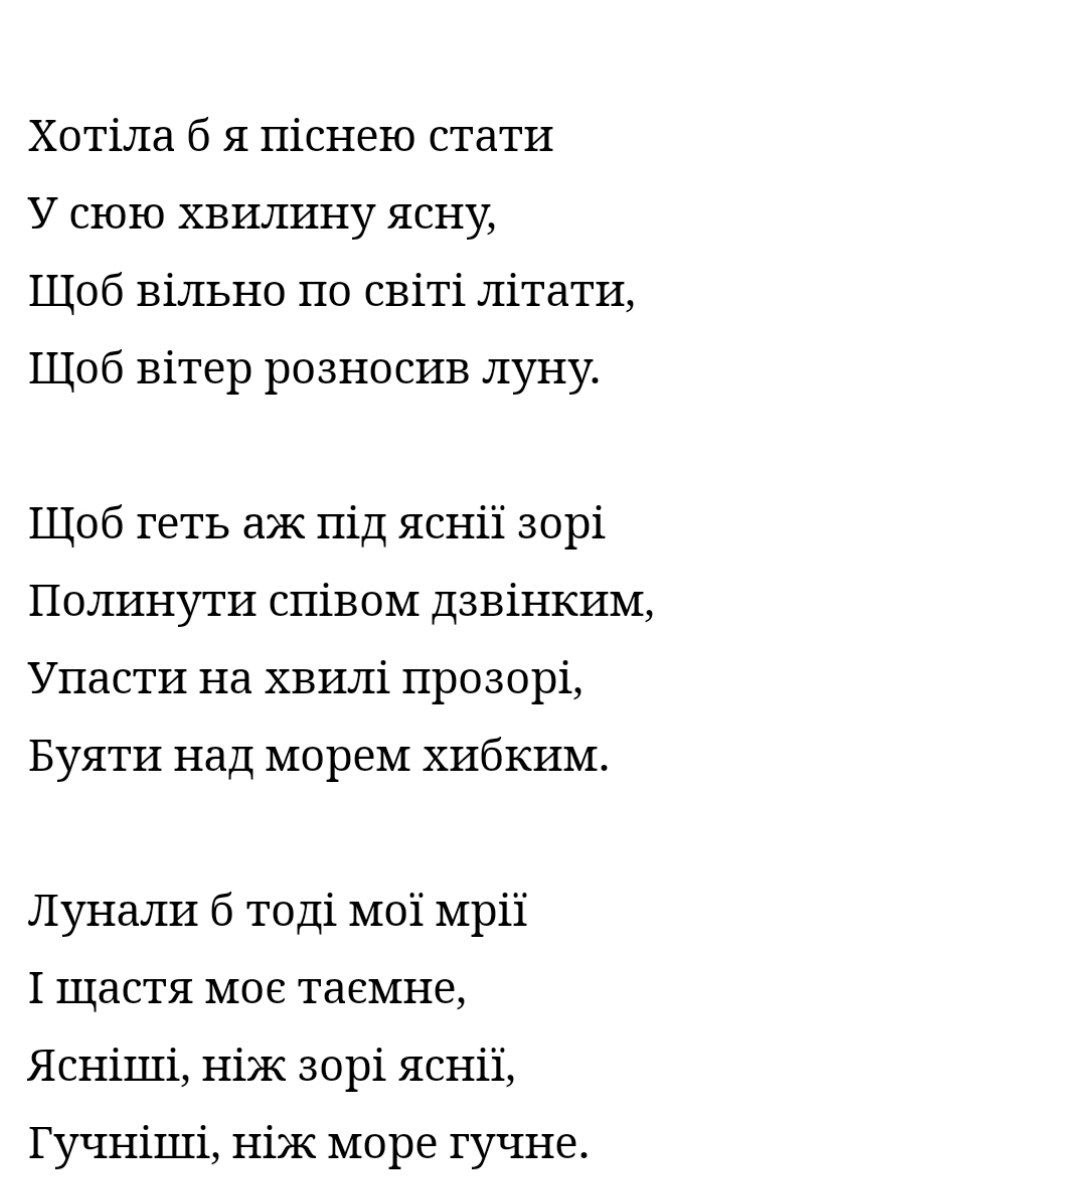 Хотіла б я піснею стати
У сюю хвилину ясну,
Щоб вільно по світі літати,
Щоб вітер розносив луну.
Щоб геть аж під яснії зорі
Полинути співом дзвінким,
Упасти на хвилі прозорі,
Буяти над морем хибким.
Лунали б тоді мої мрії
І щастя моє таємне,
Ясніші, ніж зорі яснії,
Гучніші, ніж море гучне.